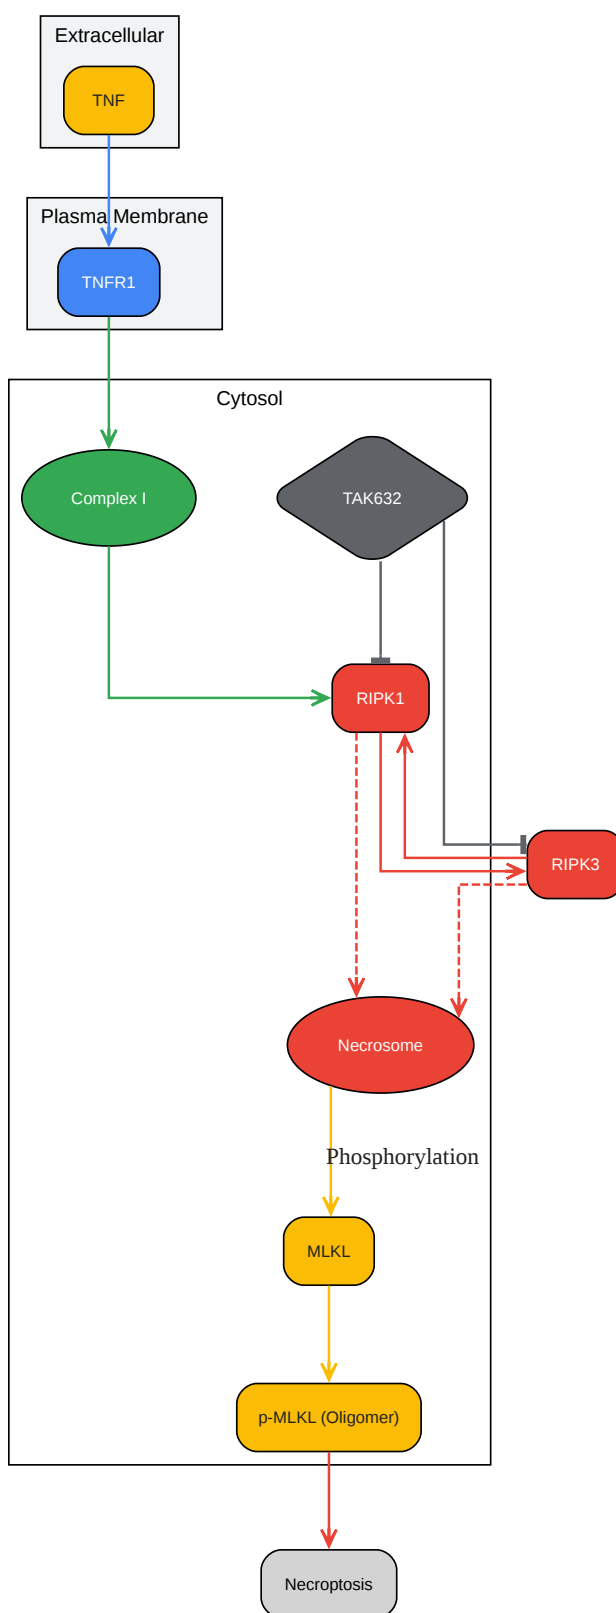 Extracellular
TNF
Plasma Membrane
TNFR1
Cytosol
Complex I
TAK632
RIPK1
RIPK3
Necrosome
Phosphorylation
MLKL
p-MLKL (Oligomer)
Necroptosis